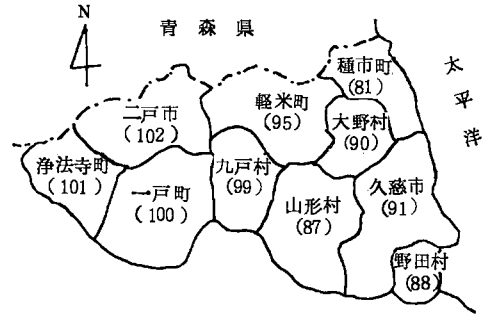 N
青森県
太平洋
種市町
(81)
二戸市
(102)
軽米町
(95)
大野村
(90)
浄法寺町
(101)
一戸町
(100)
九戸村
(99)
山形村
(87)
久慈市
(91)
野田村
(88)